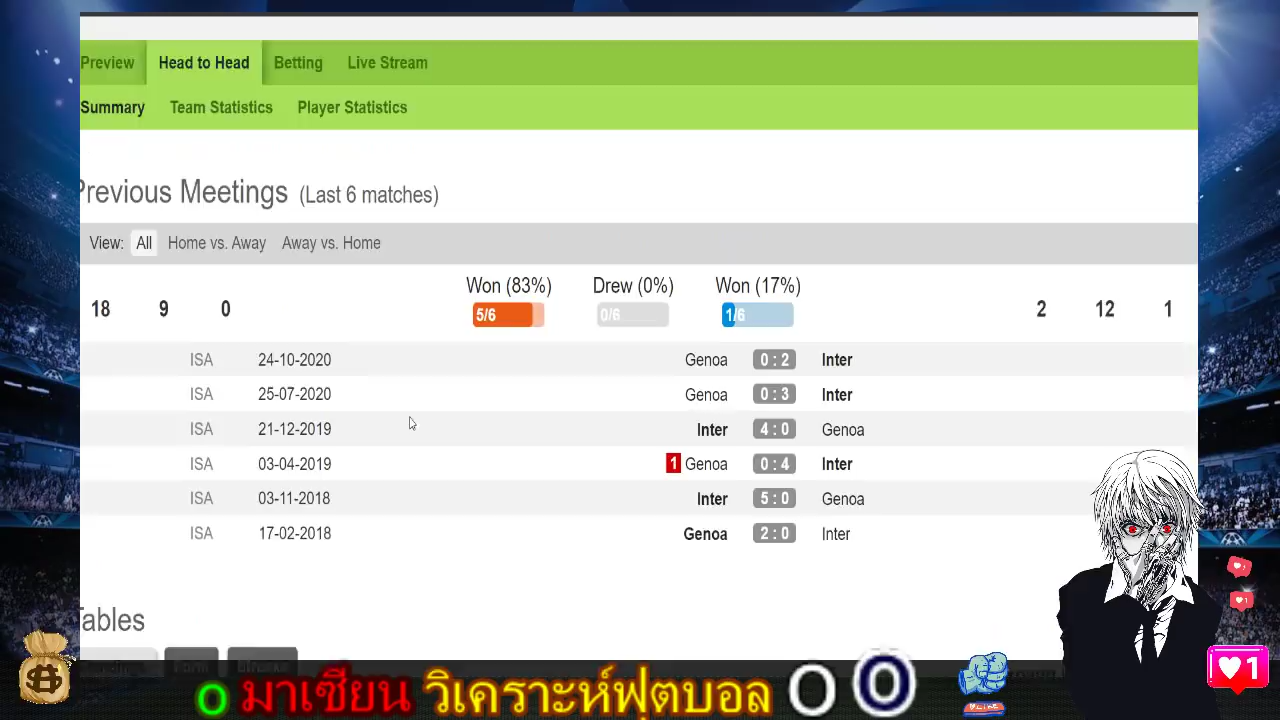 Preview Head to Head Betting Live Stream
Summary Team Statistics Player Statistics
Previous Meetings (Last 6 matches)
View: All Home vs. Away Away vs. Home
Won (83%) Drew (0%) Won (17%)
18 9 0 5/6 0/6 1/6 2 12 1
ISA 24-10-2020 Genoa 0 : 2 Inter
ISA 25-07-2020 Genoa 0 : 3 Inter
ISA 21-12-2019 Inter 4 : 0 Genoa
ISA 03-04-2019 1 Genoa 0 : 4 Inter
ISA 03-11-2018 Inter 5 : 0 Genoa
ISA 17-02-2018 Genoa 2 : 0 Inter
Tables
Form
o มาเซียน วิเคราะห์ฟุตบอล O O
LIKE
1
1